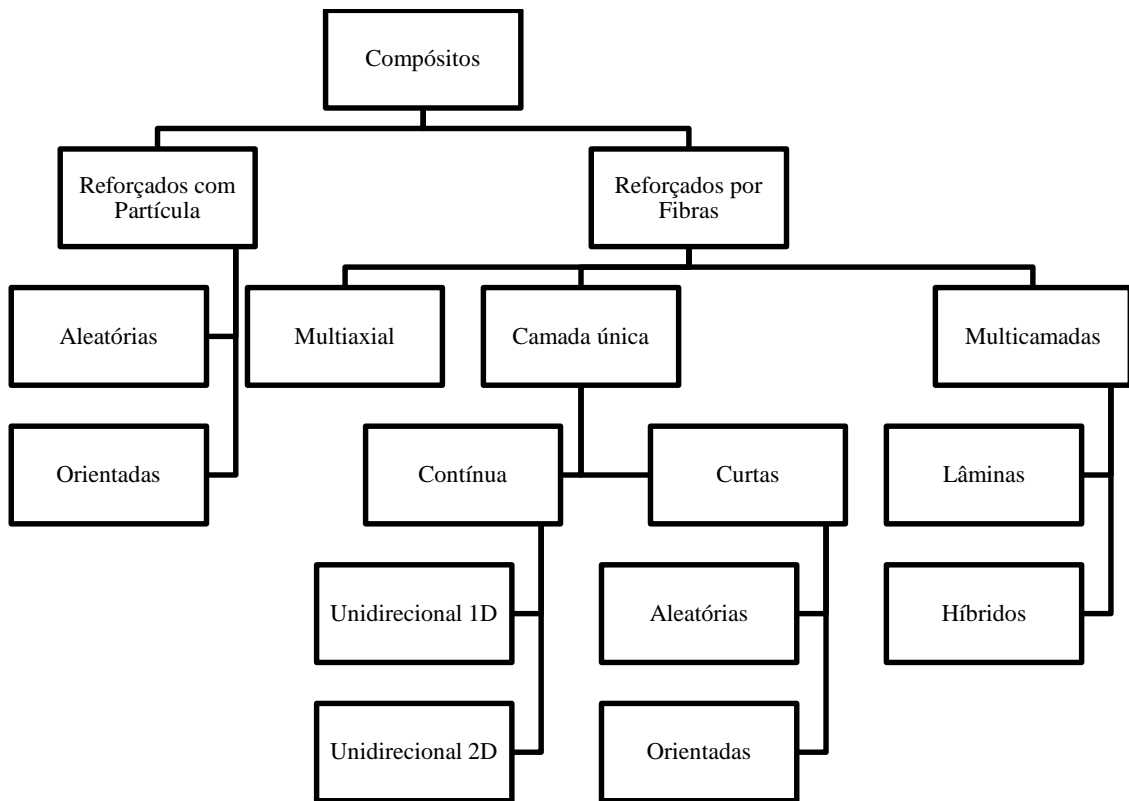 Compósitos
Reforçados com
Partícula
Reforçados por
Fibras
Aleatórias
Multiaxial
Camada única
Multicamadas
Orientadas
Contínua
Curtas
Lâminas
Unidirecional 1D
Aleatórias
Híbridos
Unidirecional 2D
Orientadas